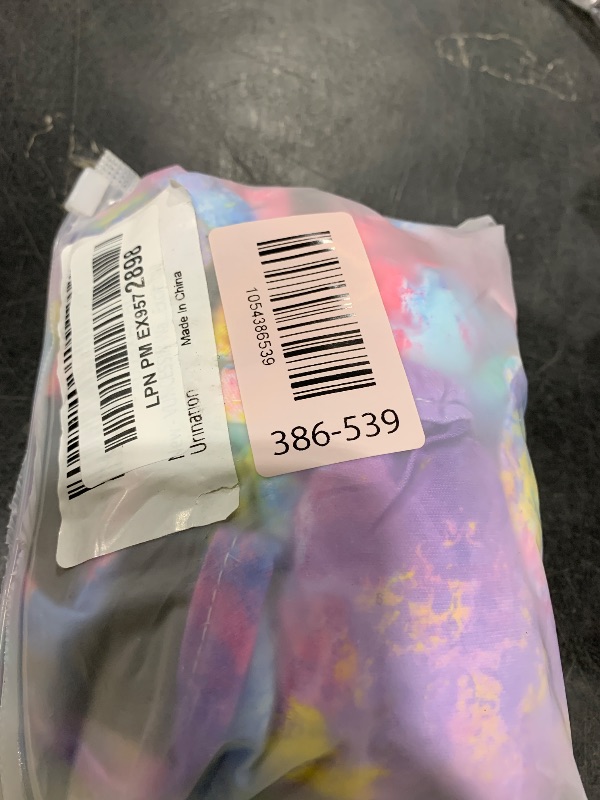 LPN PM EX9572898
Made In China
Urination
1054386539
386-539